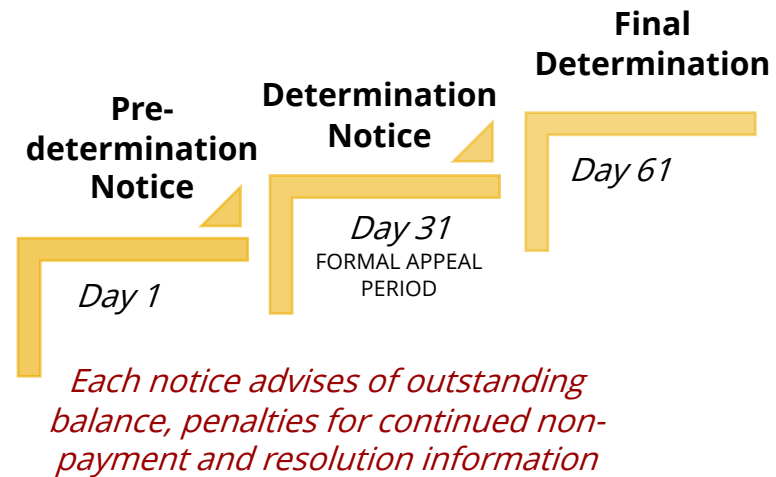 Pre-
determination
Notice
Day 1
Determination
Notice
Day 31
FORMAL APPEAL
PERIOD
Final
Determination
Day 61
Each notice advises of outstanding
balance, penalties for continued non-
payment and resolution information